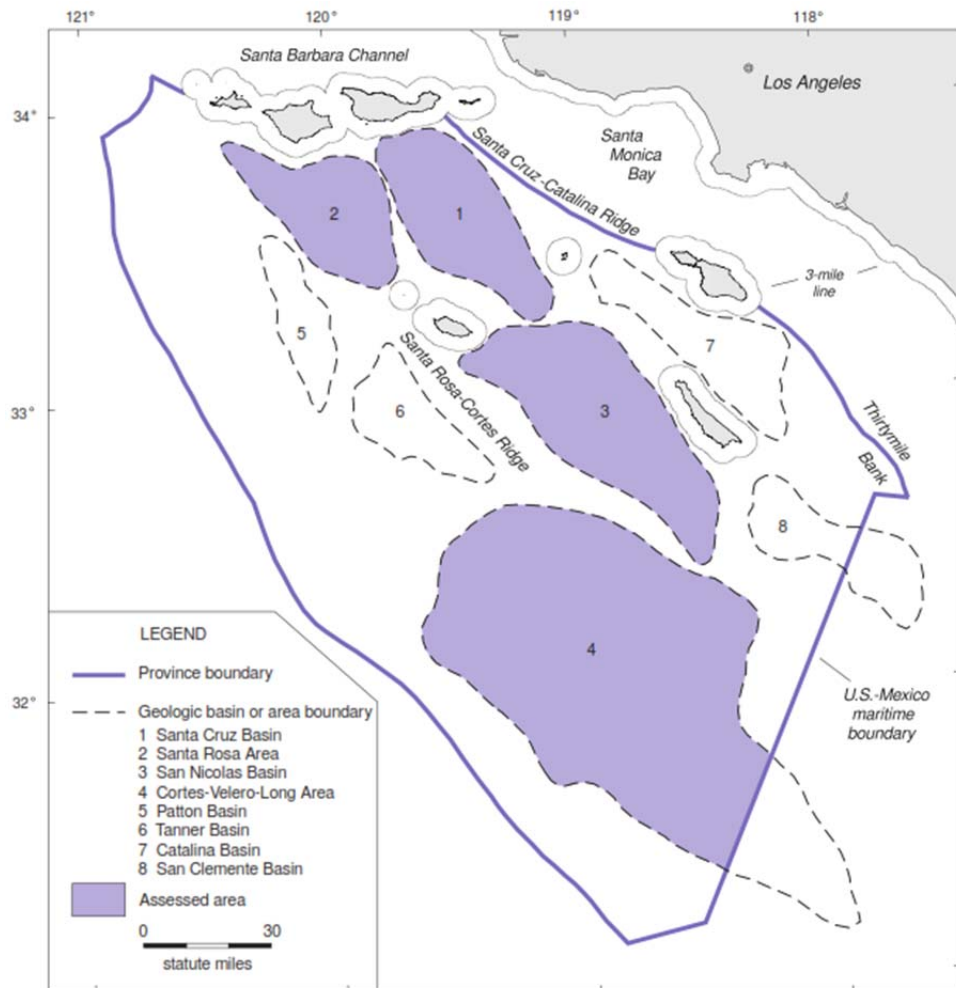 121°
120°
119°
118°
Santa Barbara Channel
Los Angeles
34°
Santa
Monica
Bay
Santa Cruz-Catalina Ridge
2
1
3-mile
line
5
7
Santa Rosa-Cortes Ridge
33°
6
3
Thirtymile
Bank
8
4
32°
U.S.-Mexico
maritime
boundary
LEGEND
Province boundary
Geologic basin or area boundary
1 Santa Cruz Basin
2 Santa Rosa Area
3 San Nicolas Basin
4 Cortes-Velero-Long Area
5 Patton Basin
6 Tanner Basin
7 Catalina Basin
8 San Clemente Basin
Assessed area
0 30
statute miles